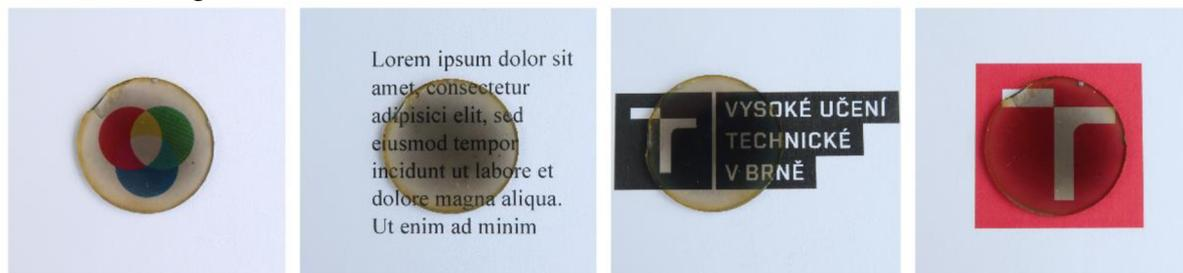 Lorem ipsum dolor sit
amet, consectetur
adipisici elit, sed
eiusmod tempor
incidunt ut labore et
dolore magna aliqua.
Ut enim ad minim
VYSOKÉ UČENÍ
TECHNICKÉ
V BRNĚ